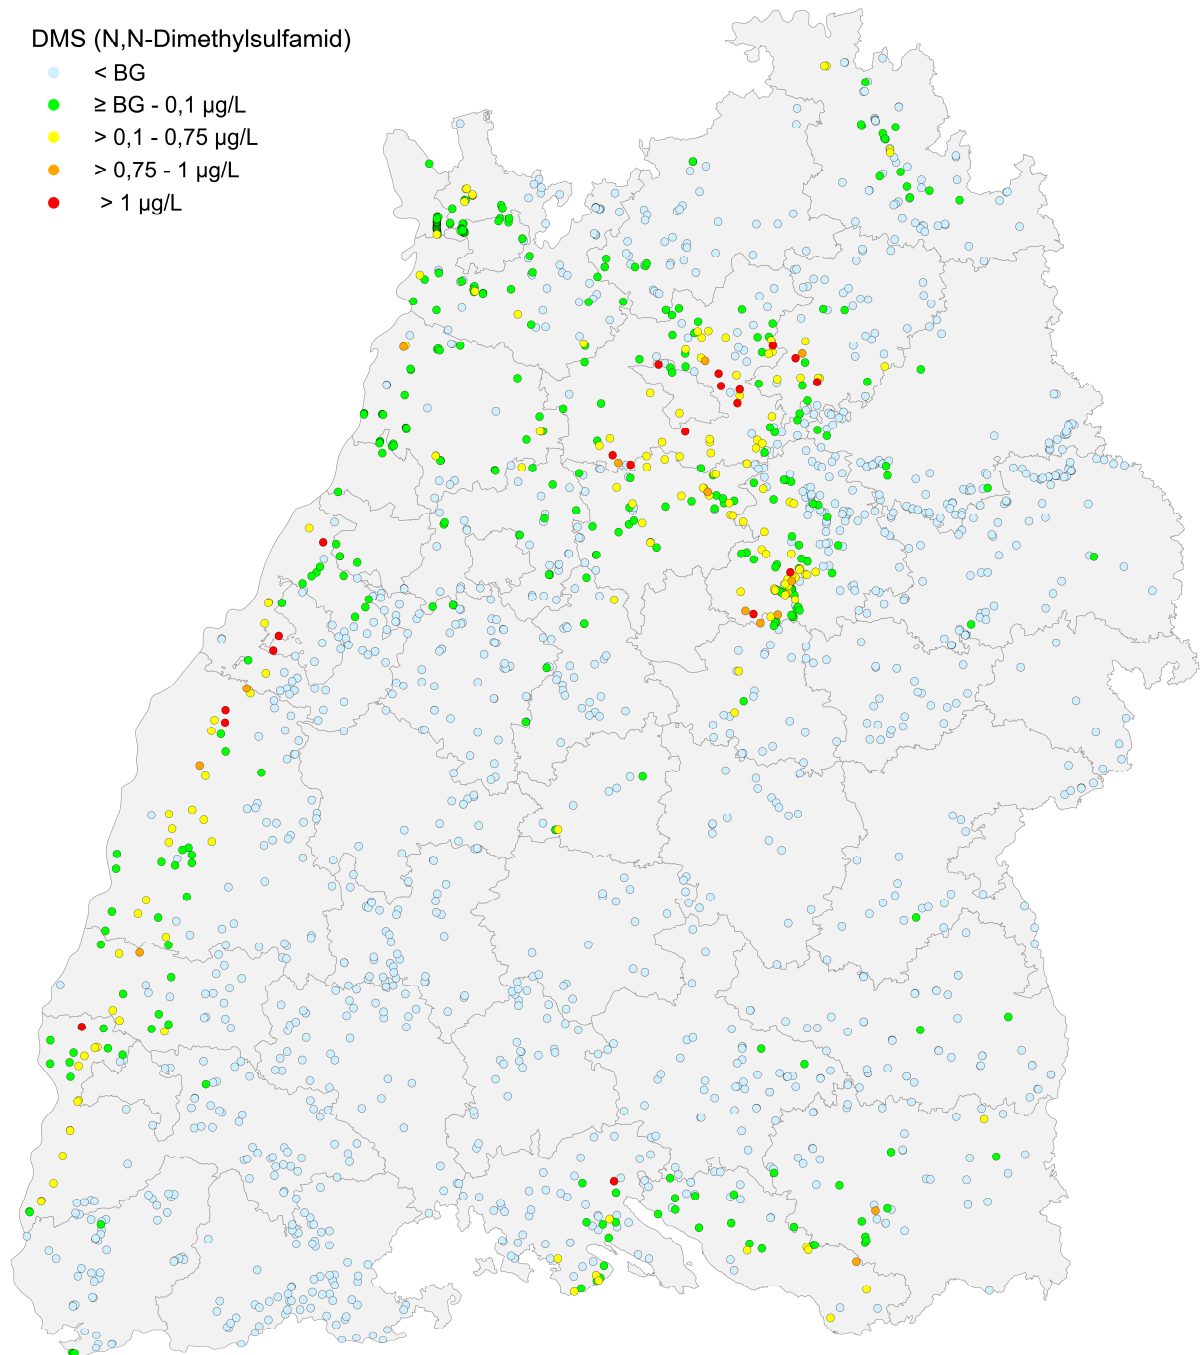 DMS (N,N-Dimethylsulfamid)
< BG
≥ BG - 0,1 µg/L
> 0,1 - 0,75 µg/L
> 0,75 - 1 µg/L
> 1 µg/L